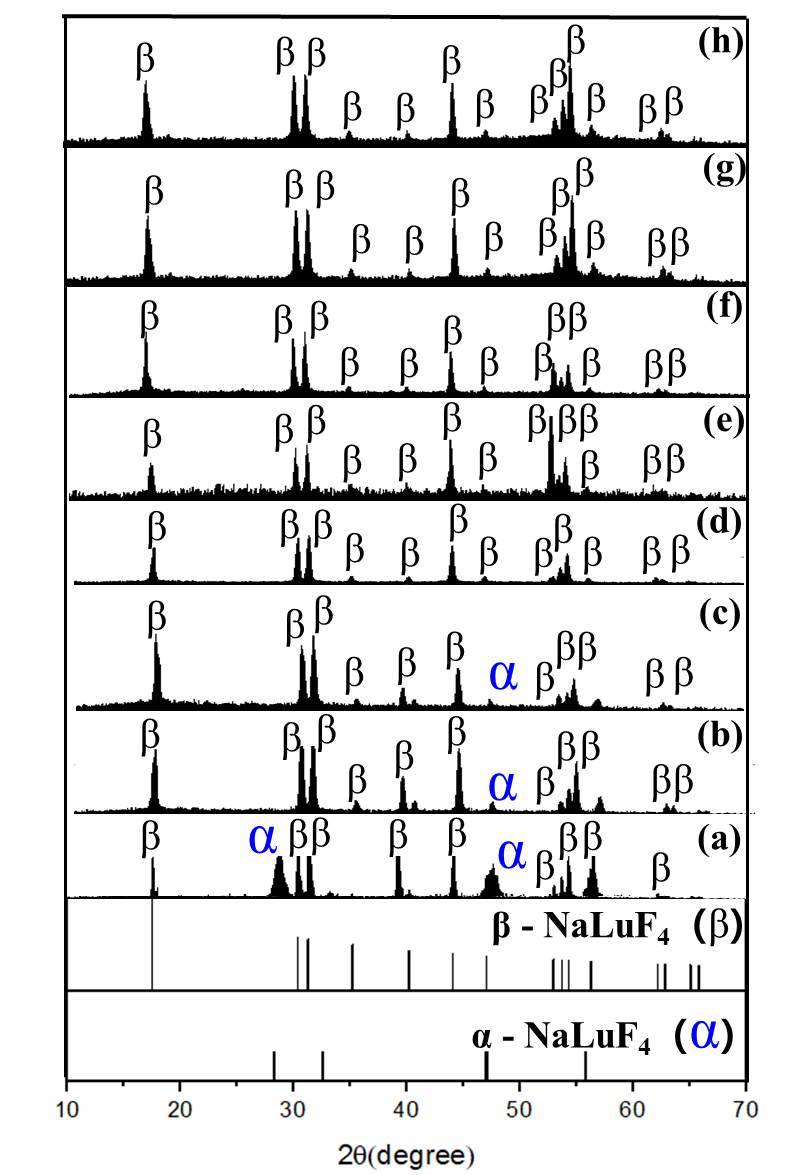 (h)
β β β β β β β β β β β β β
(g)
β β β β β β β β β β β β β
(f)
β β β β β β β β β β β β β
(e)
β β β β β β β β β β β β β
(d)
β β β β β β β β β β β β
(c)
β β β β β β α β β β β β
(b)
β β β β β β α β β β β β
(a)
β α β β β β α β β β β
β - NaLuF₄ (β)
α - NaLuF₄ (α)
10 20 30 40 50 60 70
2θ(degree)